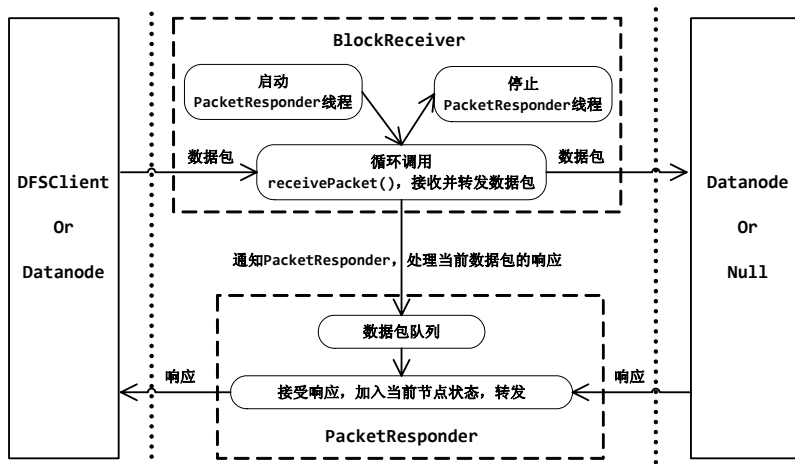 BlockReceiver
启动
PacketResponder线程
停止
PacketResponder线程
数据包
循环调用
receivePacket(), 接收并转发数据包
数据包
DFSClient
Or
Datanode
Datanode
Or
Null
通知PacketResponder, 处理当前数据包的响应
数据包队列
响应
接受响应, 加入当前节点状态, 转发
响应
PacketResponder